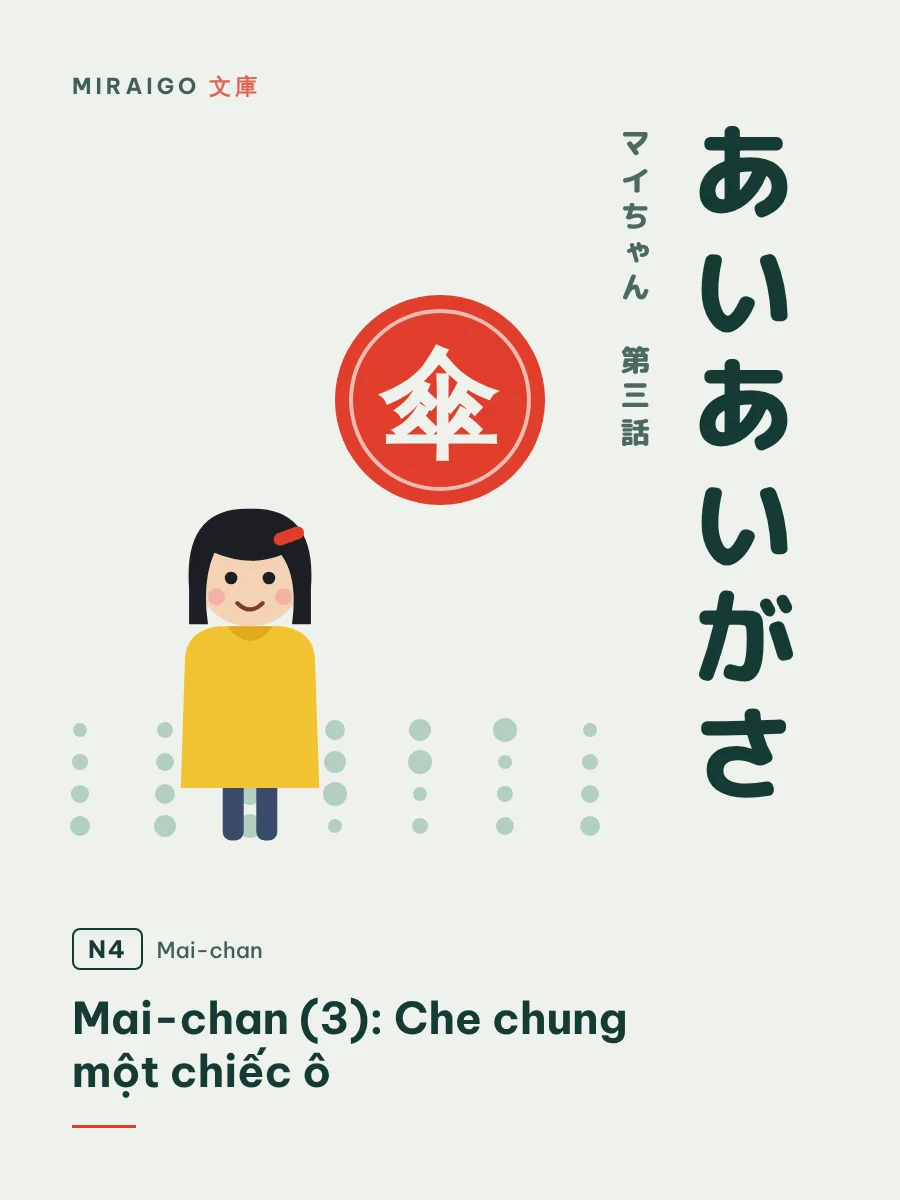 MIRAIGO 文庫
あいあいがさ
マイちゃん 第三話
傘
N4 Mai-chan
Mai-chan (3): Che chung
một chiếc ô